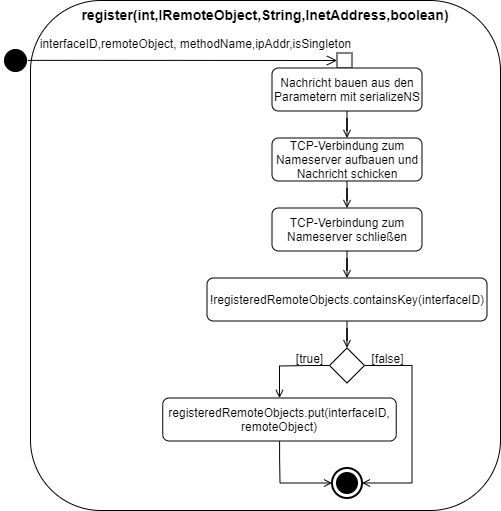 register(int,IRemoteObject,String,InetAddress,boolean)
interfaceID,remoteObject, methodName,ipAddr,isSingleton
Nachricht bauen aus den
Parametern mit serializeNS
TCP-Verbindung zum
Nameserver aufbauen und
Nachricht schicken
TCP-Verbindung zum
Nameserver schließen
!registeredRemoteObjects.containsKey(interfaceID)
[true]
[false]
registeredRemoteObjects.put(interfaceID,
remoteObject)